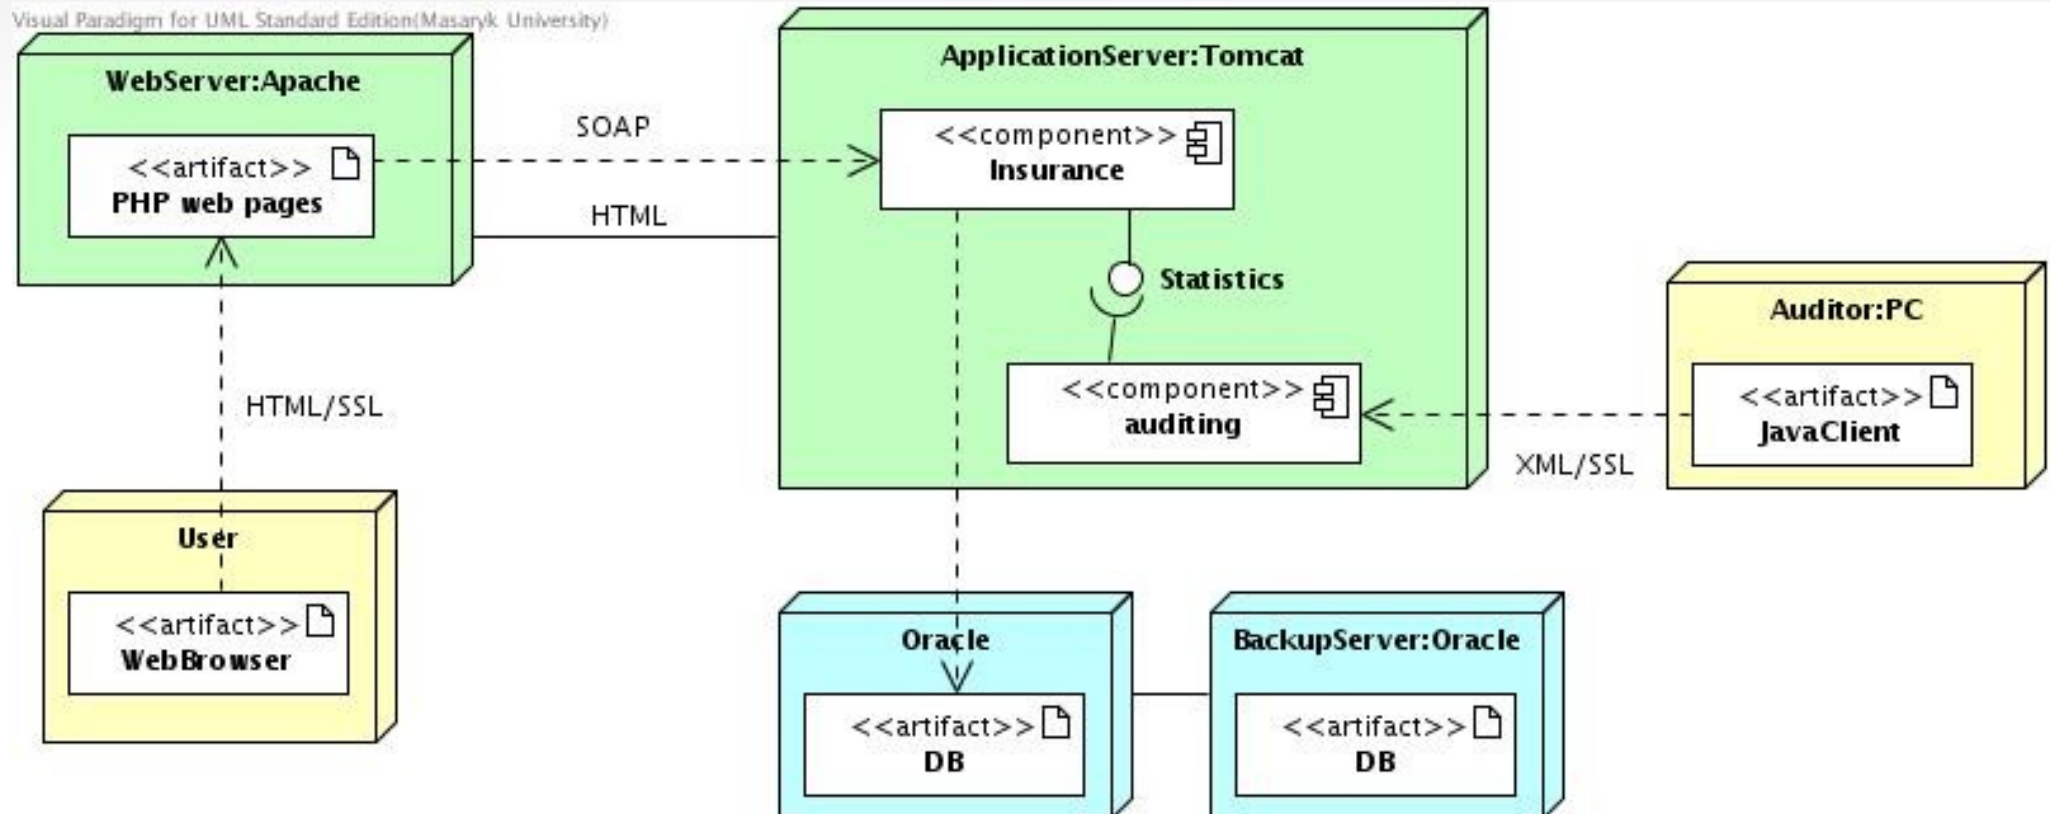 Visual Paradigm for UML Standard Edition(Masaryk University)
WebServer:Apache
<<artifact>>
PHP web pages
SOAP
HTML
ApplicationServer:Tomcat
<<component>>
Insurance
Statistics
<<component>>
auditing
Auditor:PC
<<artifact>>
JavaClient
XML/SSL
HTML/SSL
User
<<artifact>>
WebBrowser
Oracle
<<artifact>>
DB
BackupServer:Oracle
<<artifact>>
DB